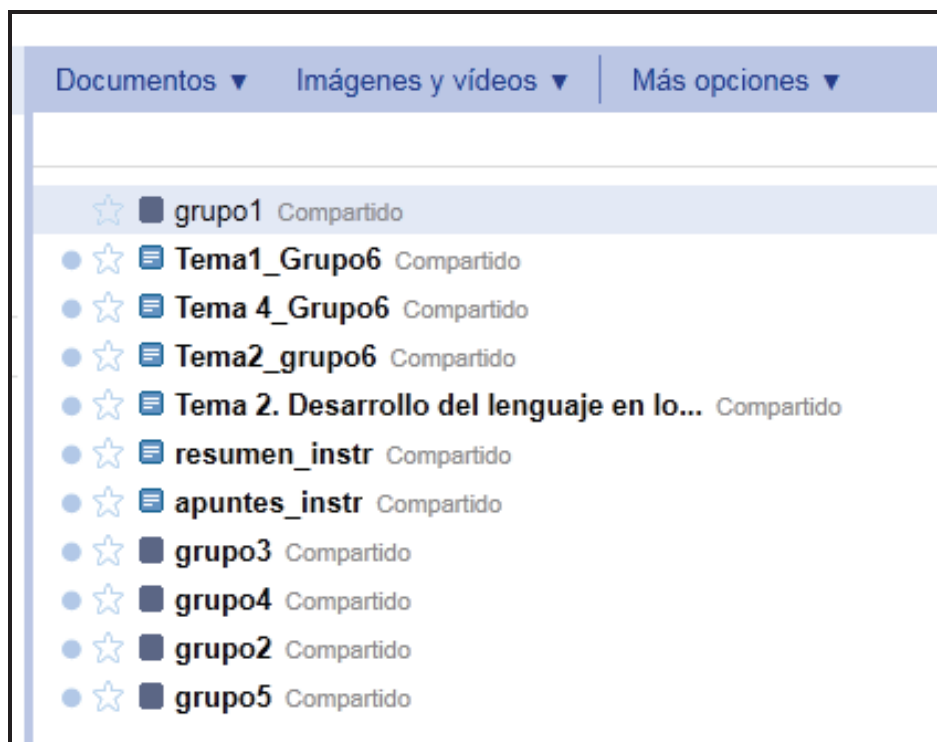 Documentos ▼ Imágenes y vídeos ▼ Más opciones ▼
grupo1 Compartido
Tema1_Grupo6 Compartido
Tema 4_Grupo6 Compartido
Tema2_grupo6 Compartido
Tema 2. Desarrollo del lenguaje en lo... Compartido
resumen_instr Compartido
apuntes_instr Compartido
grupo3 Compartido
grupo4 Compartido
grupo2 Compartido
grupo5 Compartido